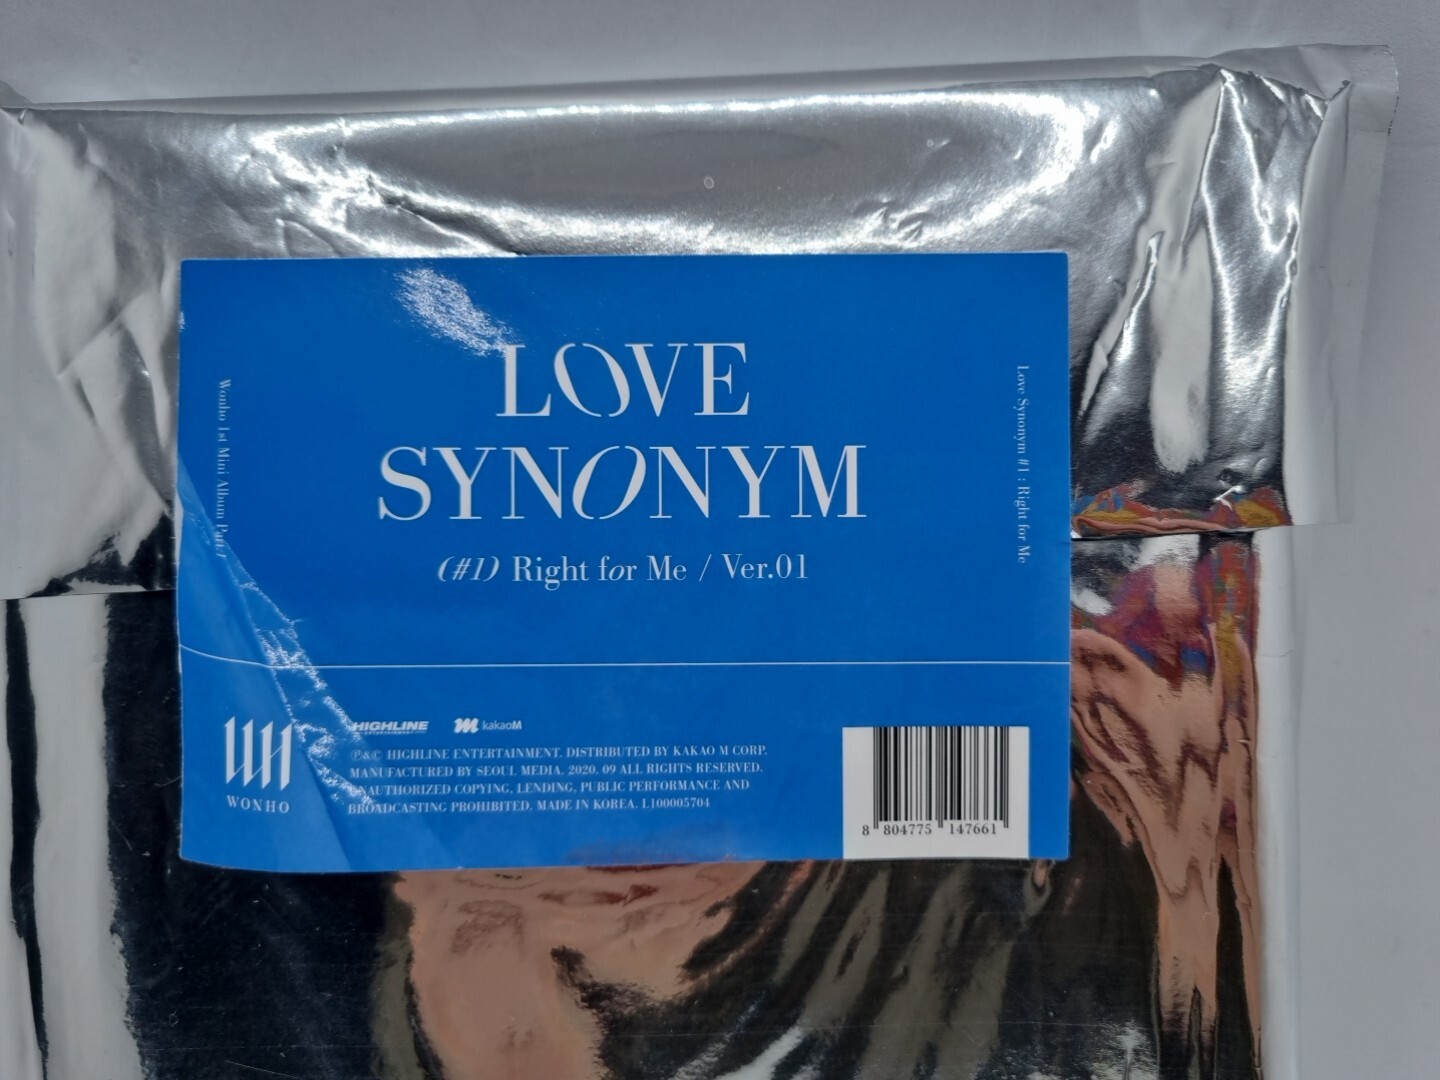 LOVE
SYNONYM
(#1) Right for Me / Ver.01
Wonho 1st Mini Album Part.1
Love Synonym #1 : Right for Me
WONHO
HIGHLINE
ENTERTAINMENT
kakaoM
℗&© HIGHLINE ENTERTAINMENT. DISTRIBUTED BY KAKAO M CORP.
MANUFACTURED BY SEOUL MEDIA. 2020. 09 ALL RIGHTS RESERVED.
UNAUTHORIZED COPYING, LENDING, PUBLIC PERFORMANCE AND
BROADCASTING PROHIBITED. MADE IN KOREA. L100005704
8 804775 147661